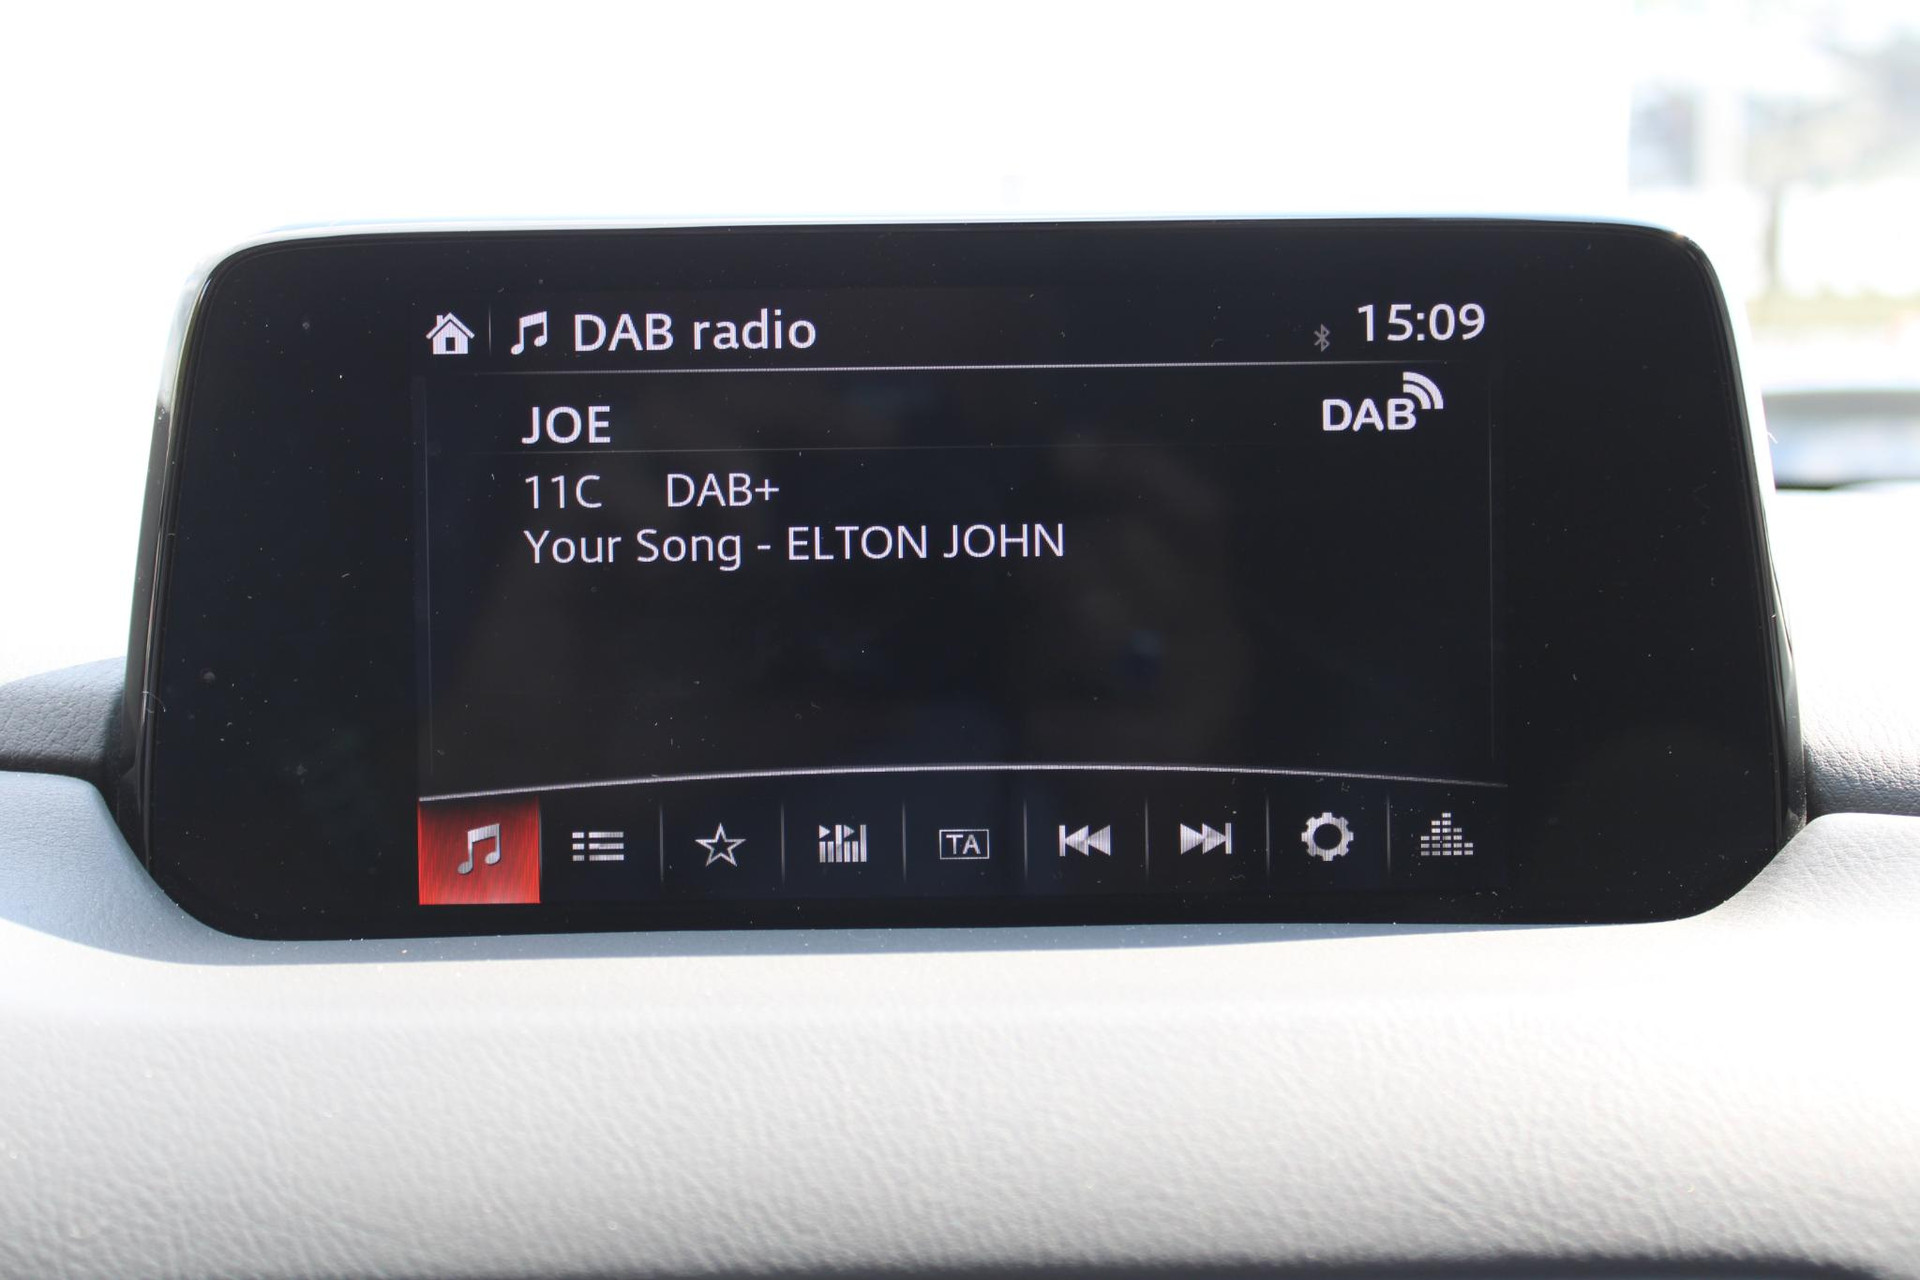 DAB radio 15:09
JOE DAB
11C DAB+
Your Song - ELTON JOHN
TA